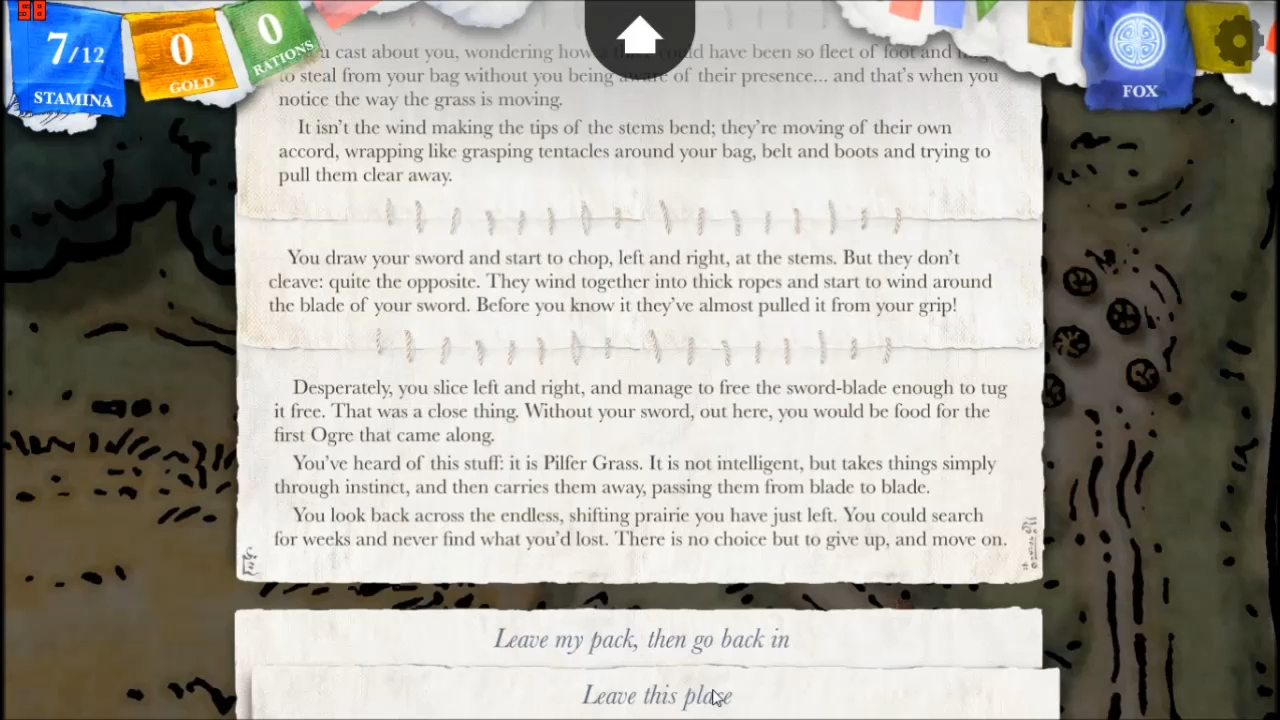 58
7/12
STAMINA
0
GOLD
0
RATIONS
FOX
cast about you, wondering how could have been so fleet of foot and
to steal from your bag without you being aware of their presence... and that's when you
notice the way the grass is moving.
It isn't the wind making the tips of the stems bend; they're moving of their own
accord, wrapping like grasping tentacles around your bag, belt and boots and trying to
pull them clear away.
You draw your sword and start to chop, left and right, at the stems. But they don't
cleave: quite the opposite. They wind together into thick ropes and start to wind around
the blade of your sword. Before you know it they've almost pulled it from your grip!
Desperately, you slice left and right, and manage to free the sword-blade enough to tug
it free. That was a close thing. Without your sword, out here, you would be food for the
first Ogre that came along.
You've heard of this stuff: it is Pilfer Grass. It is not intelligent, but takes things simply
through instinct, and then carries them away, passing them from blade to blade.
You look back across the endless, shifting prairie you have just left. You could search
for weeks and never find what you'd lost. There is no choice but to give up, and move on.
Leave my pack, then go back in
Leave this place